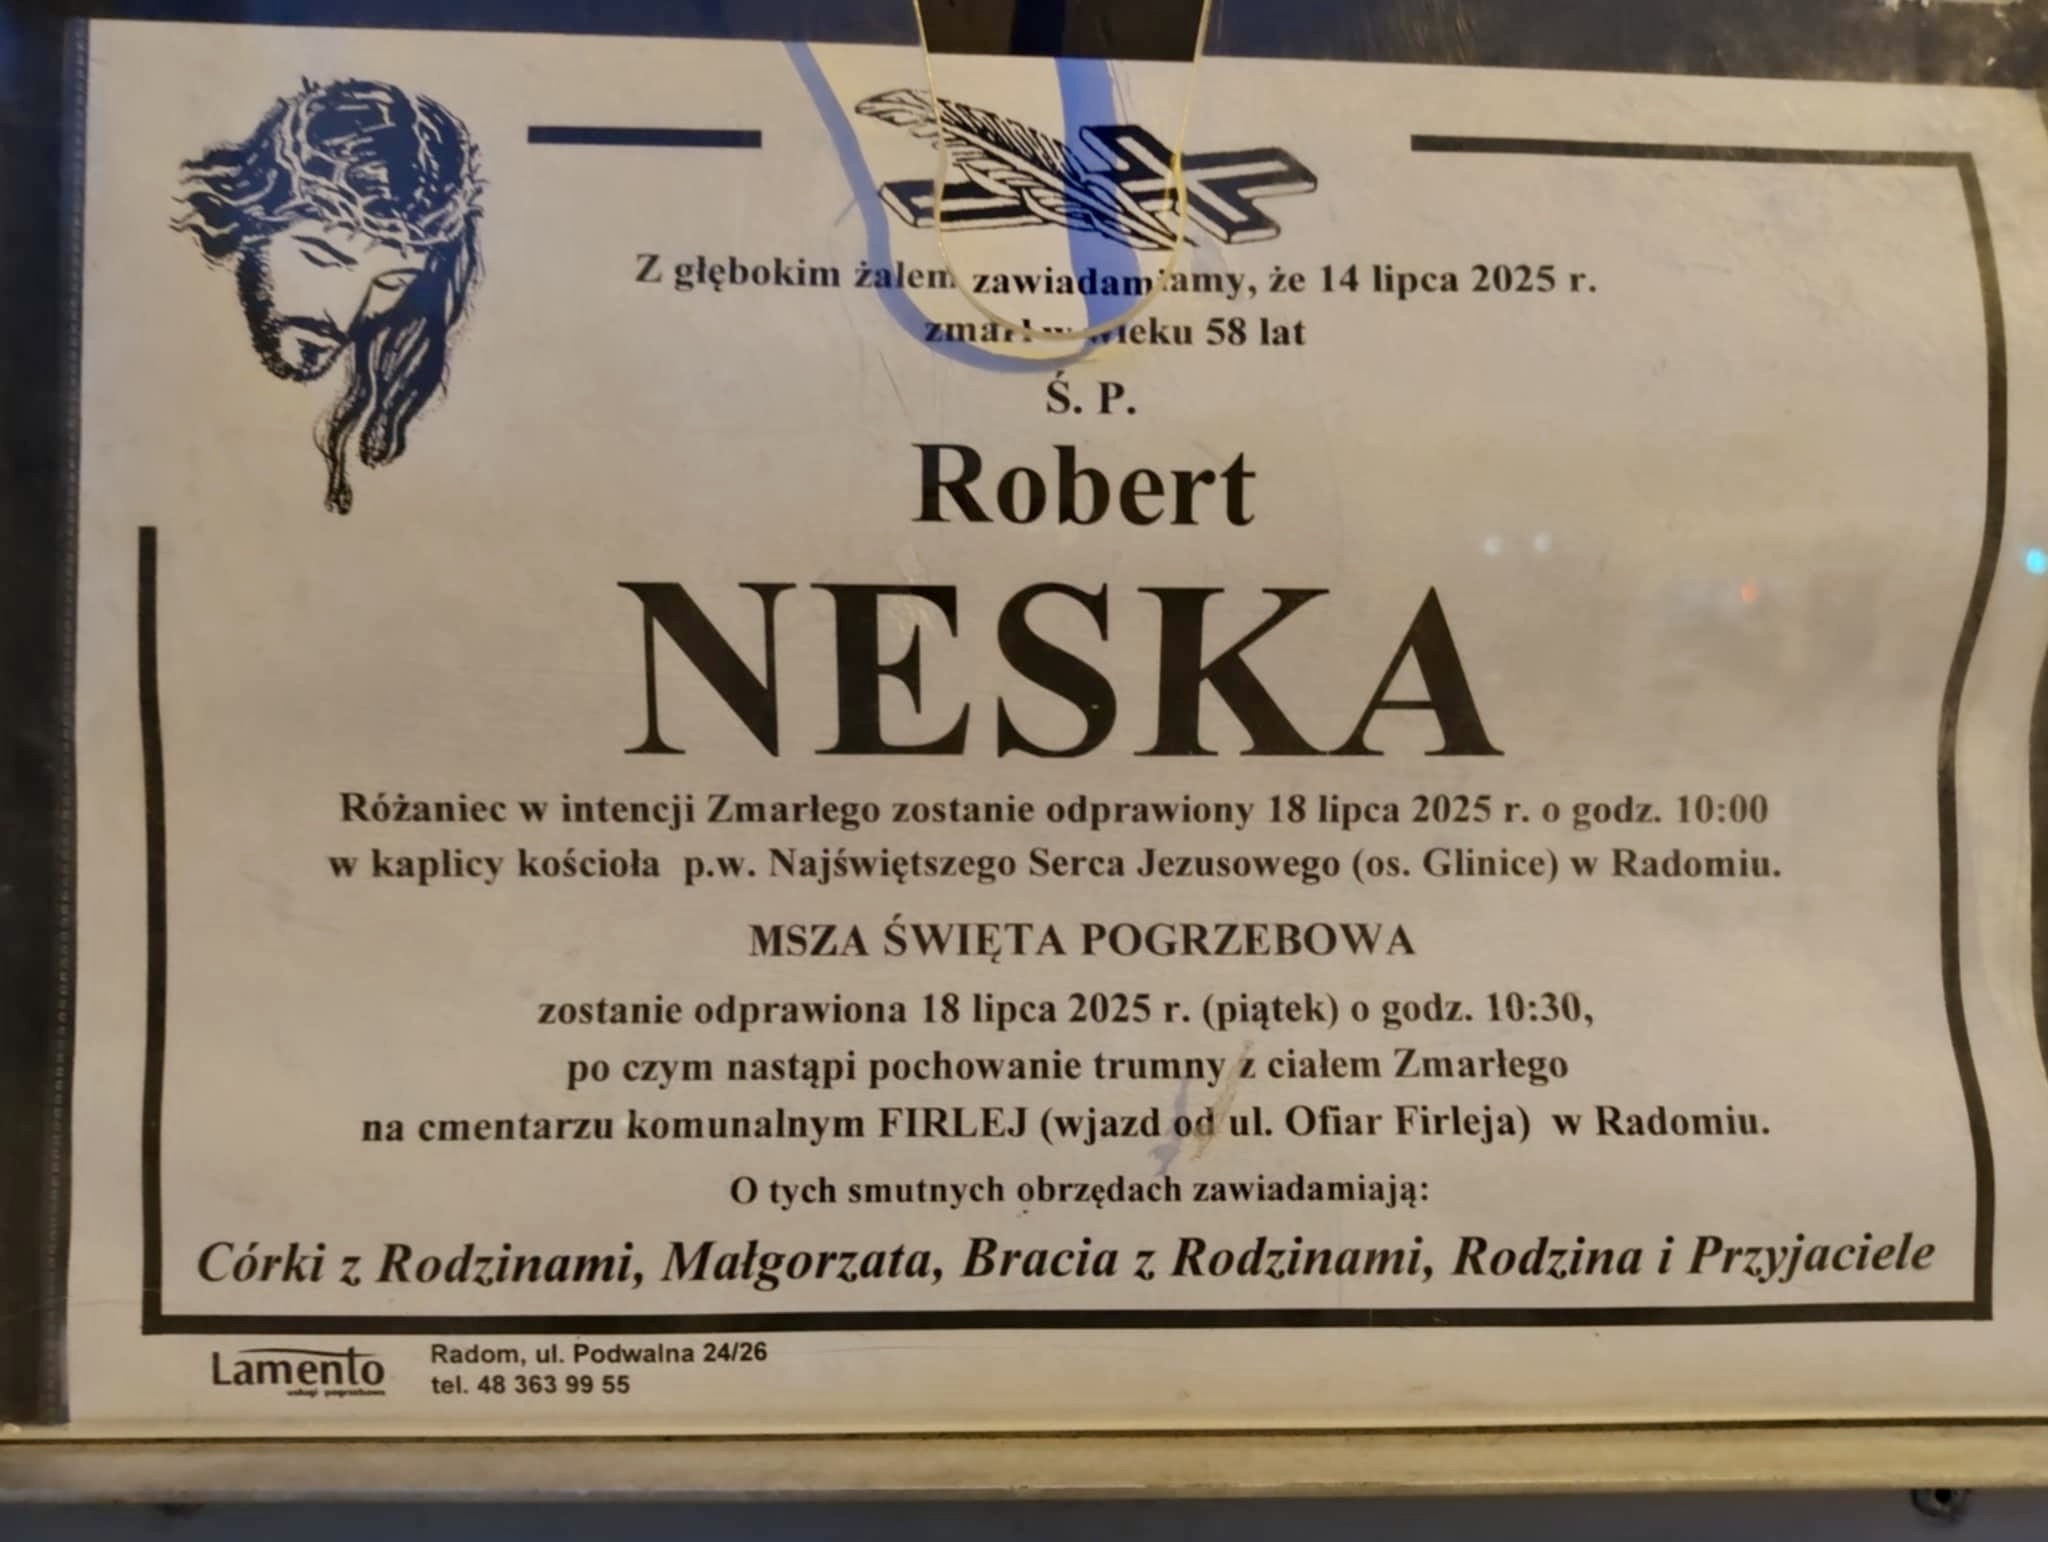 Z głębokim żalem zawiadamiamy, że 14 lipca 2025 r.
zmarł w wieku 58 lat
Ś. P.
Robert
NESKA
Różaniec w intencji Zmarłego zostanie odprawiony 18 lipca 2025 r. o godz. 10:00
w kaplicy kościoła p.w. Najświętszego Serca Jezusowego (os. Glinice) w Radomiu.
MSZA ŚWIĘTA POGRZEBOWA
zostanie odprawiona 18 lipca 2025 r. (piątek) o godz. 10:30,
po czym nastąpi pochowanie trumny z ciałem Zmarłego
na cmentarzu komunalnym FIRLEJ (wjazd od ul. Ofiar Firleja) w Radomiu.
O tych smutnych obrzędach zawiadamiają:
Córki z Rodzinami, Małgorzata, Bracia z Rodzinami, Rodzina i Przyjaciele
Lamento
usługi pogrzebowe
Radom, ul. Podwalna 24/26
tel. 48 363 99 55